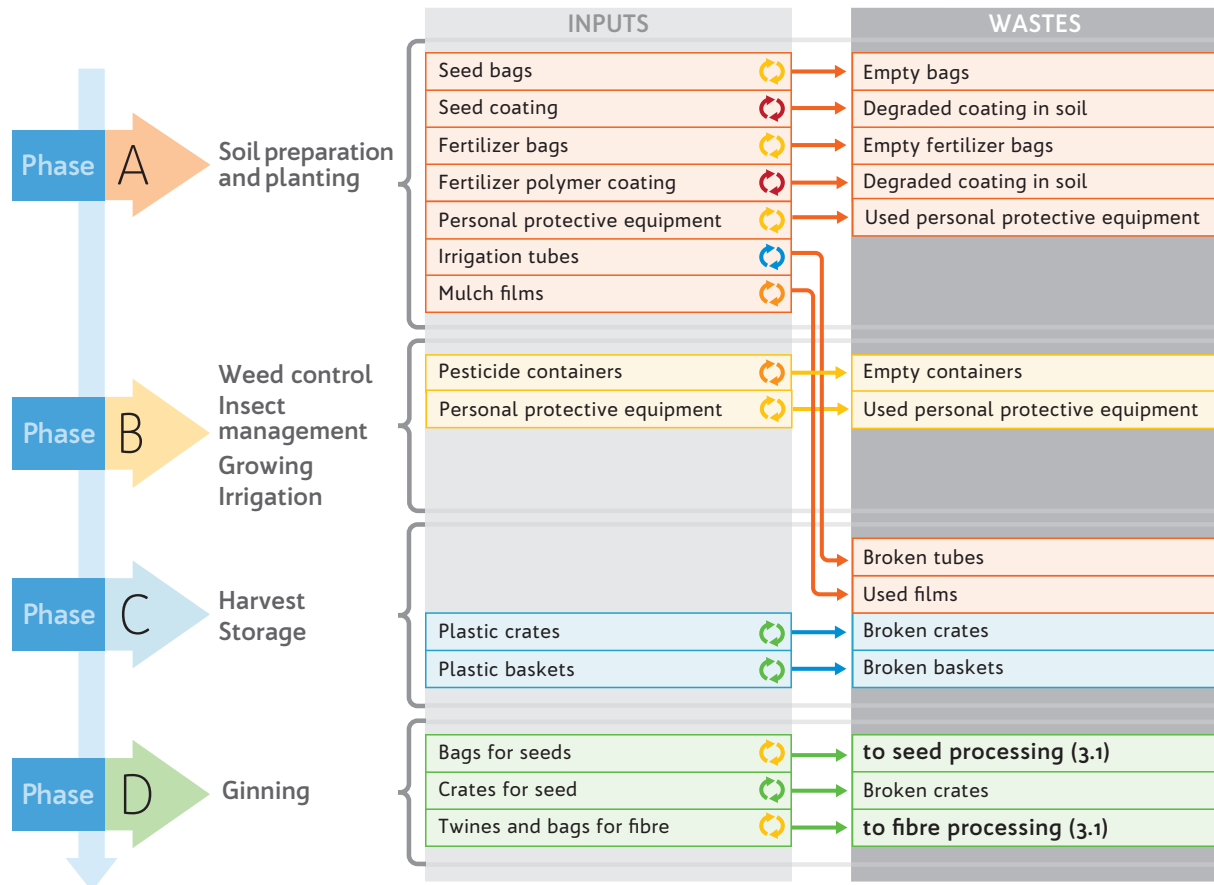 INPUTS
WASTES
Phase A
Soil preparation
and planting
Seed bags
Empty bags
Seed coating
Degraded coating in soil
Fertilizer bags
Empty fertilizer bags
Fertilizer polymer coating
Degraded coating in soil
Personal protective equipment
Used personal protective equipment
Irrigation tubes
Mulch films
Phase B
Weed control
Insect
management
Growing
Irrigation
Pesticide containers
Empty containers
Personal protective equipment
Used personal protective equipment
Phase C
Harvest
Storage
Broken tubes
Used films
Plastic crates
Broken crates
Plastic baskets
Broken baskets
Phase D
Ginning
Bags for seeds
to seed processing (3.1)
Crates for seed
Broken crates
Twines and bags for fibre
to fibre processing (3.1)